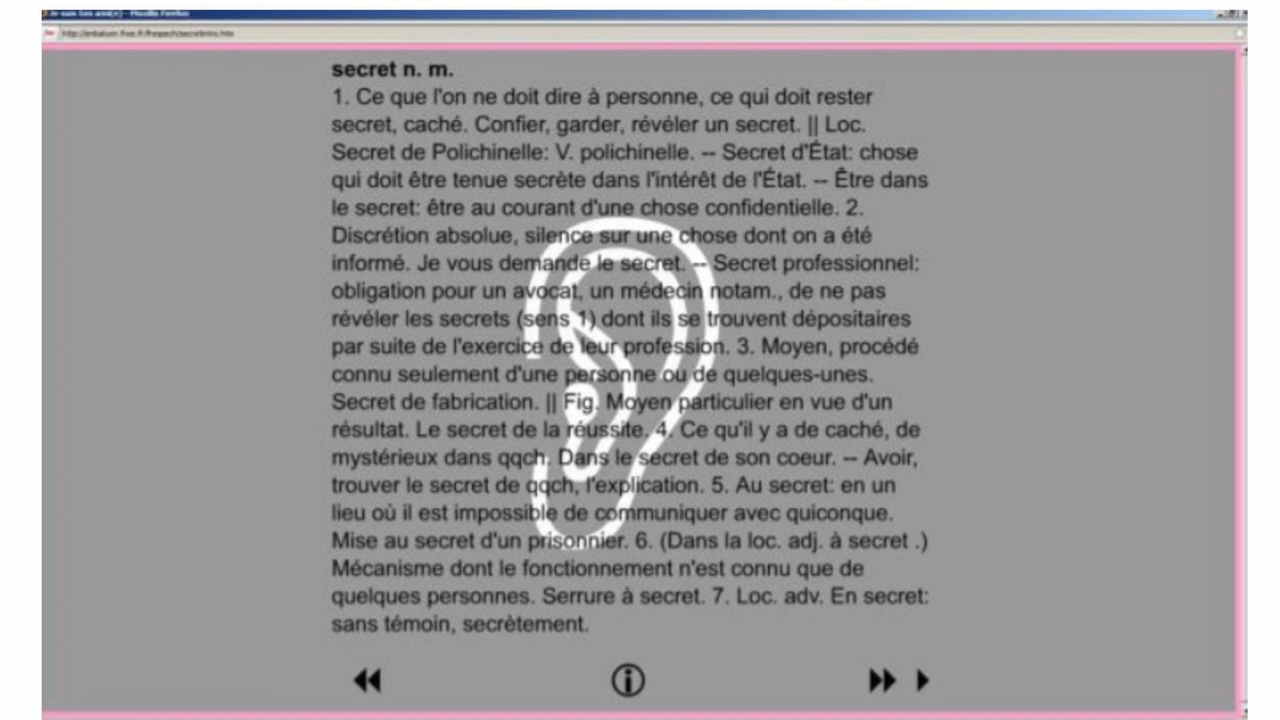 secret n. m.
1. Ce que l'on ne doit dire à personne, ce qui doit rester
secret, caché. Confier, garder, révéler un secret. || Loc.
Secret de Polichinelle: V. polichinelle. -- Secret d'État: chose
qui doit être tenue secrète dans l'intérêt de l'État. -- Être dans
le secret: être au courant d'une chose confidentielle. 2.
Discrétion absolue, silence sur une chose dont on a été
informé. Je vous demande le secret. -- Secret professionnel:
obligation pour un avocat, un médecin notam., de ne pas
révéler les secrets (sens 1) dont ils se trouvent dépositaires
par suite de l'exercice de leur profession. 3. Moyen, procédé
connu seulement d'une personne ou de quelques-unes.
Secret de fabrication. || Fig. Moyen particulier en vue d'un
résultat. Le secret de la réussite. 4. Ce qu'il y a de caché, de
mystérieux dans qqch. Dans le secret de son coeur. -- Avoir,
trouver le secret de qqch, l'explication. 5. Au secret: en un
lieu où il est impossible de communiquer avec quiconque.
Mise au secret d'un prisonnier. 6. (Dans la loc. adj. à secret .)
Mécanisme dont le fonctionnement n'est connu que de
quelques personnes. Serrure à secret. 7. Loc. adv. En secret:
sans témoin, secrètement.